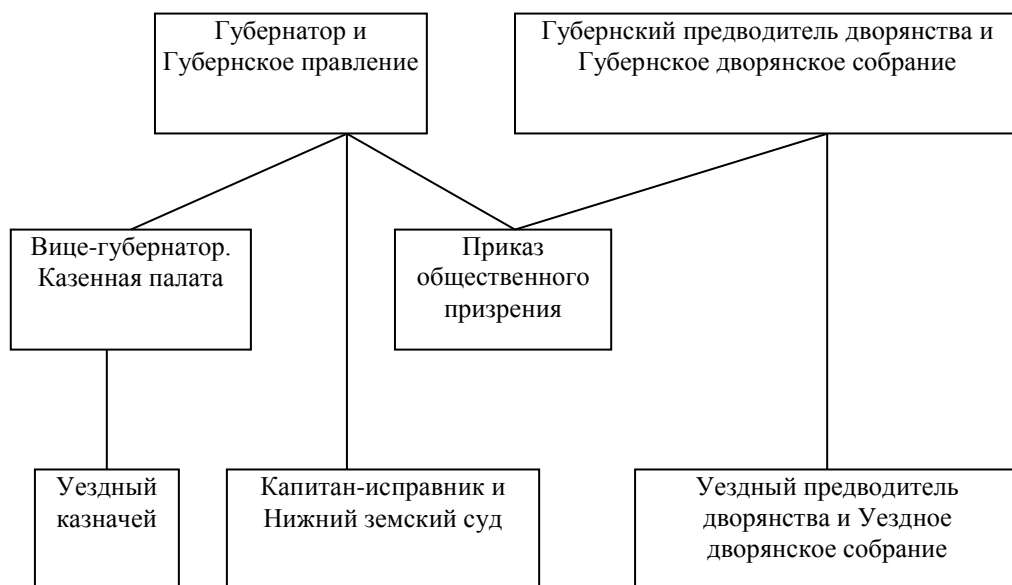 Губернатор и
Губернское правление
Губернский предводитель дворянства и
Губернское дворянское собрание
Вице-губернатор.
Казенная палата
Приказ
общественного
призрения
Уездный
казначей
Капитан-исправник и
Нижний земский суд
Уездный предводитель
дворянства и Уездное
дворянское собрание